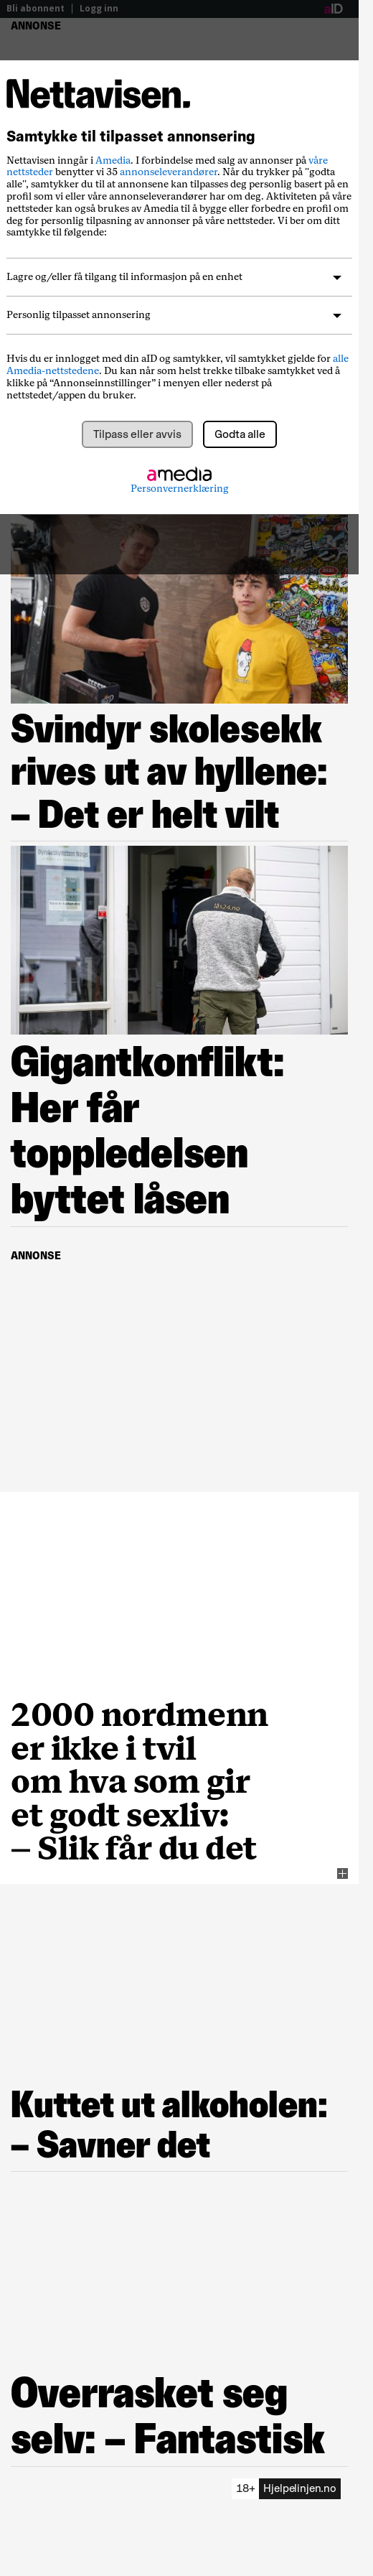 Bli abonnent | Logg inn
aID
ANNONSE
Nettavisen.
Samtykke til tilpasset annonsering
Nettavisen inngår i Amedia. I forbindelse med salg av annonser på våre
nettsteder benytter vi 35 annonseleverandører. Når du trykker på "godta
alle", samtykker du til at annonsene kan tilpasses deg personlig basert på en
profil som vi eller våre annonseleverandører har om deg. Aktiviteten på våre
nettsteder kan også brukes av Amedia til å bygge eller forbedre en profil om
deg for personlig tilpasning av annonser på våre nettsteder. Vi ber om ditt
samtykke til følgende:
Lagre og/eller få tilgang til informasjon på en enhet
Personlig tilpasset annonsering
Hvis du er innlogget med din aID og samtykker, vil samtykket gjelde for alle
Amedia-nettstedene. Du kan når som helst trekke tilbake samtykket ved å
klikke på “Annonseinnstillinger” i menyen eller nederst på
nettstedet/appen du bruker.
Tilpass eller avvis
Godta alle
amedia
Personvernerklæring
Svindyr skolesekk
rives ut av hyllene:
– Det er helt vilt
Gigantkonflikt:
Her får
toppledelsen
byttet låsen
ANNONSE
2000 nordmenn
er ikke i tvil
om hva som gir
et godt sexliv:
– Slik får du det
Kuttet ut alkoholen:
– Savner det
Overrasket seg
selv: – Fantastisk
18+ Hjelpelinjen.no